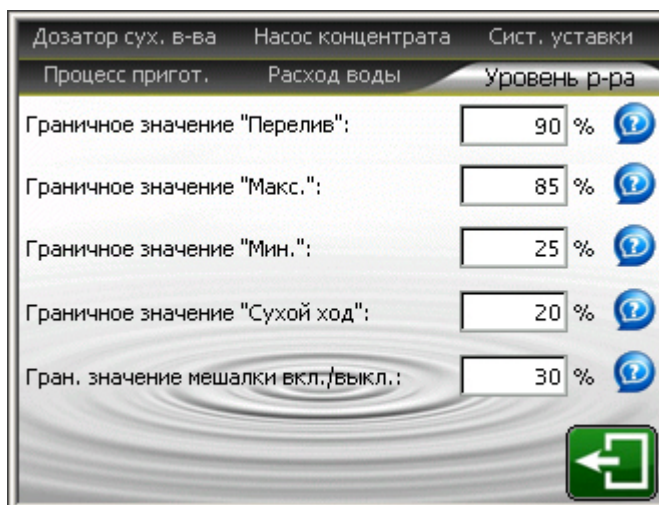 Дозатор сух. в-ва Насос концентрата Сист. уставки
Процесс пригот. Расход воды Уровень р-ра
Граничное значение "Перелив": 90 %
Граничное значение "Макс.": 85 %
Граничное значение "Мин.": 25 %
Граничное значение "Сухой ход": 20 %
Гран. значение мешалки вкл./выкл.: 30 %